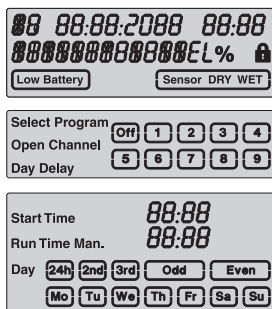 88 88:88:2088 88:88
88888888888EL%
Low Battery Sensor DRY WET
Select Program
Open Channel
Day Delay
Off 1 2 3 4
5 6 7 8 9
Start Time 88:88
Run Time Man. 88:88
Day 24h 2nd 3rd Odd Even
Mo Tu We Th Fr Sa Su